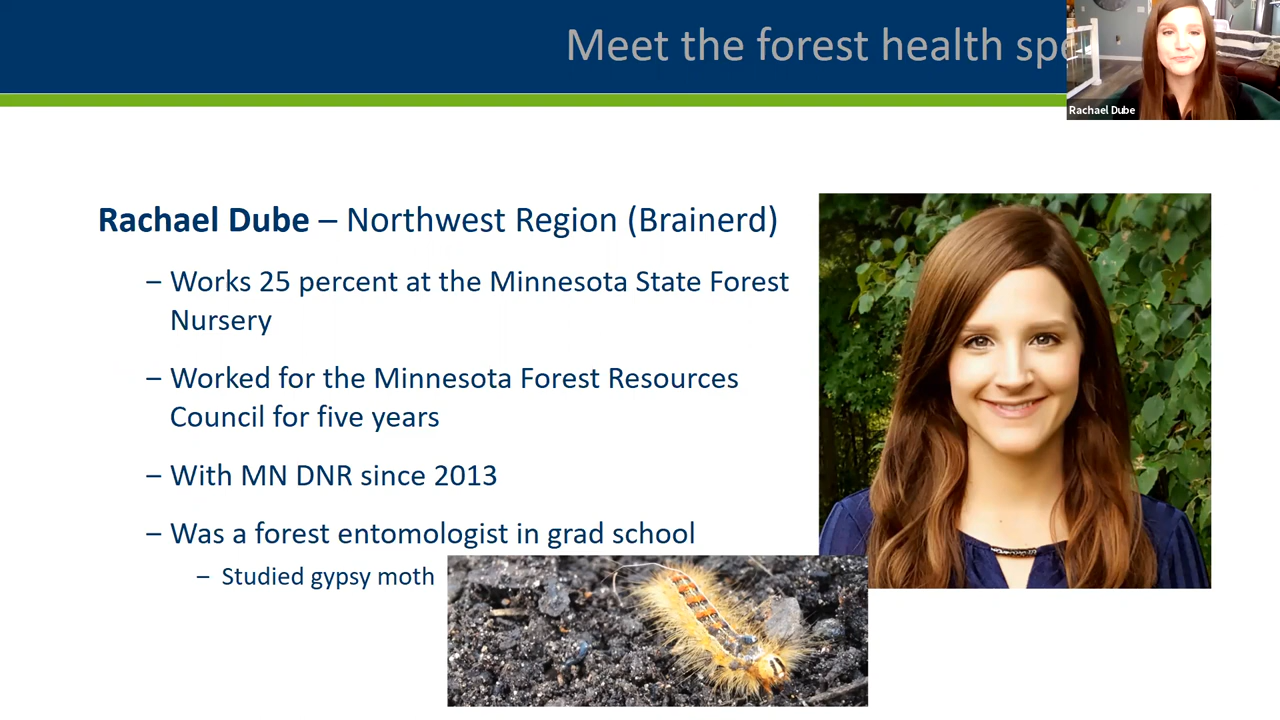 Meet the forest health
Rachael Dube
Rachael Dube – Northwest Region (Brainerd)
– Works 25 percent at the Minnesota State Forest
Nursery
– Worked for the Minnesota Forest Resources
Council for five years
– With MN DNR since 2013
– Was a forest entomologist in grad school
– Studied gypsy moth